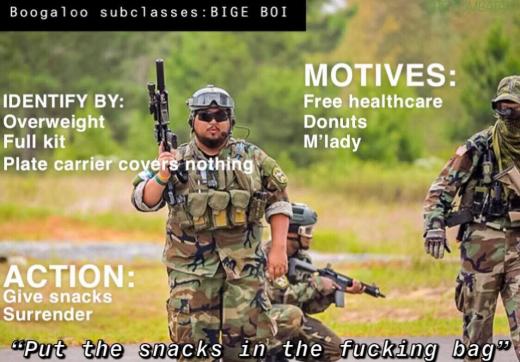 Boogaloo subclasses:BIGE BOI
MOTIVES:
Free healthcare
Donuts
M'lady
IDENTIFY BY:
Overweight
Full kit
Plate carrier covers nothing
ACTION:
Give snacks
Surrender
“Put the snacks in the fucking bag”